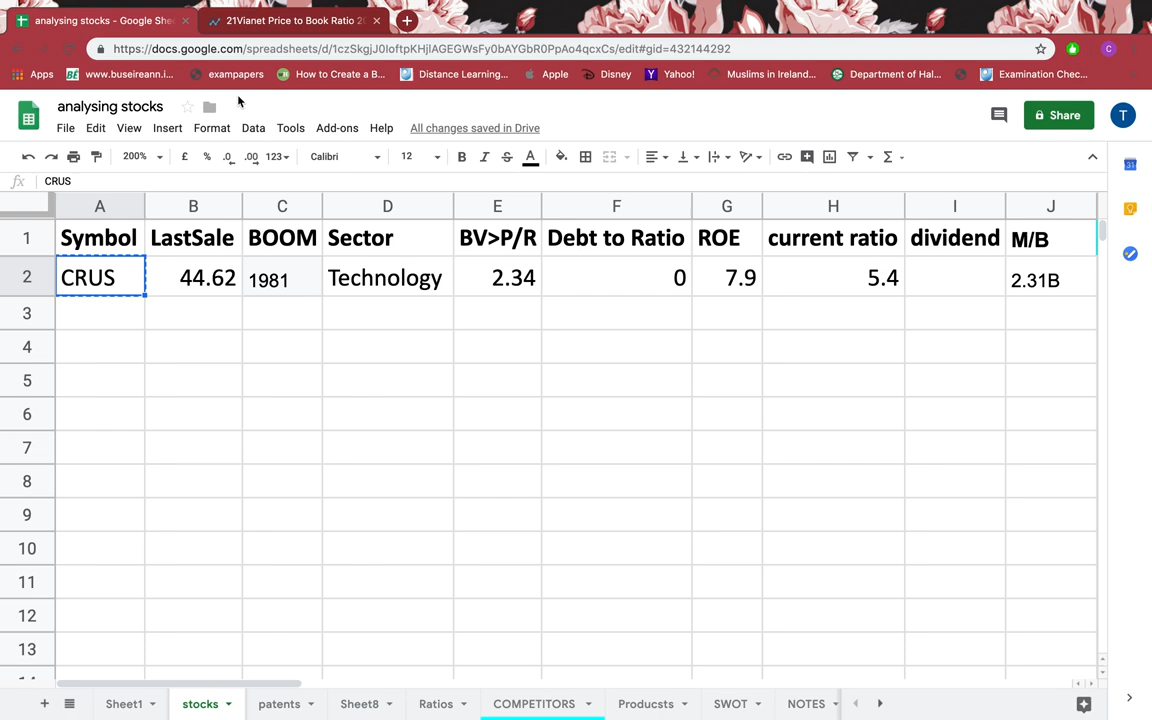 analysing stocks - Google She
21Vianet Price to Book Ratio 20
https://docs.google.com/spreadsheets/d/1czSkgjJ0IoftpKHjlAGEGWsFy0bAYGbR0PpAo4qcxCs/edit#gid=432144292
C
Apps www.buseireann.i... exampapers How to Create a B... Distance Learning... Apple Disney Yahoo! Muslims in Ireland... Department of Hal... Examination Chec...
analysing stocks
File Edit View Insert Format Data Tools Add-ons Help All changes saved in Drive
Share
T
200% £ % .0 .00 123 Calibri 12 B I S A Σ
fx CRUS
31
A B C D E F G H I J
1 Symbol LastSale BOOM Sector BV>P/R Debt to Ratio ROE current ratio dividend M/B
2 CRUS 44.62 1981 Technology 2.34 0 7.9 5.4 2.31B
3
4
5
6
7
8
9
10
11
12
13
+ Sheet1 stocks patents Sheet8 Ratios COMPETITORS Producsts SWOT NOTES